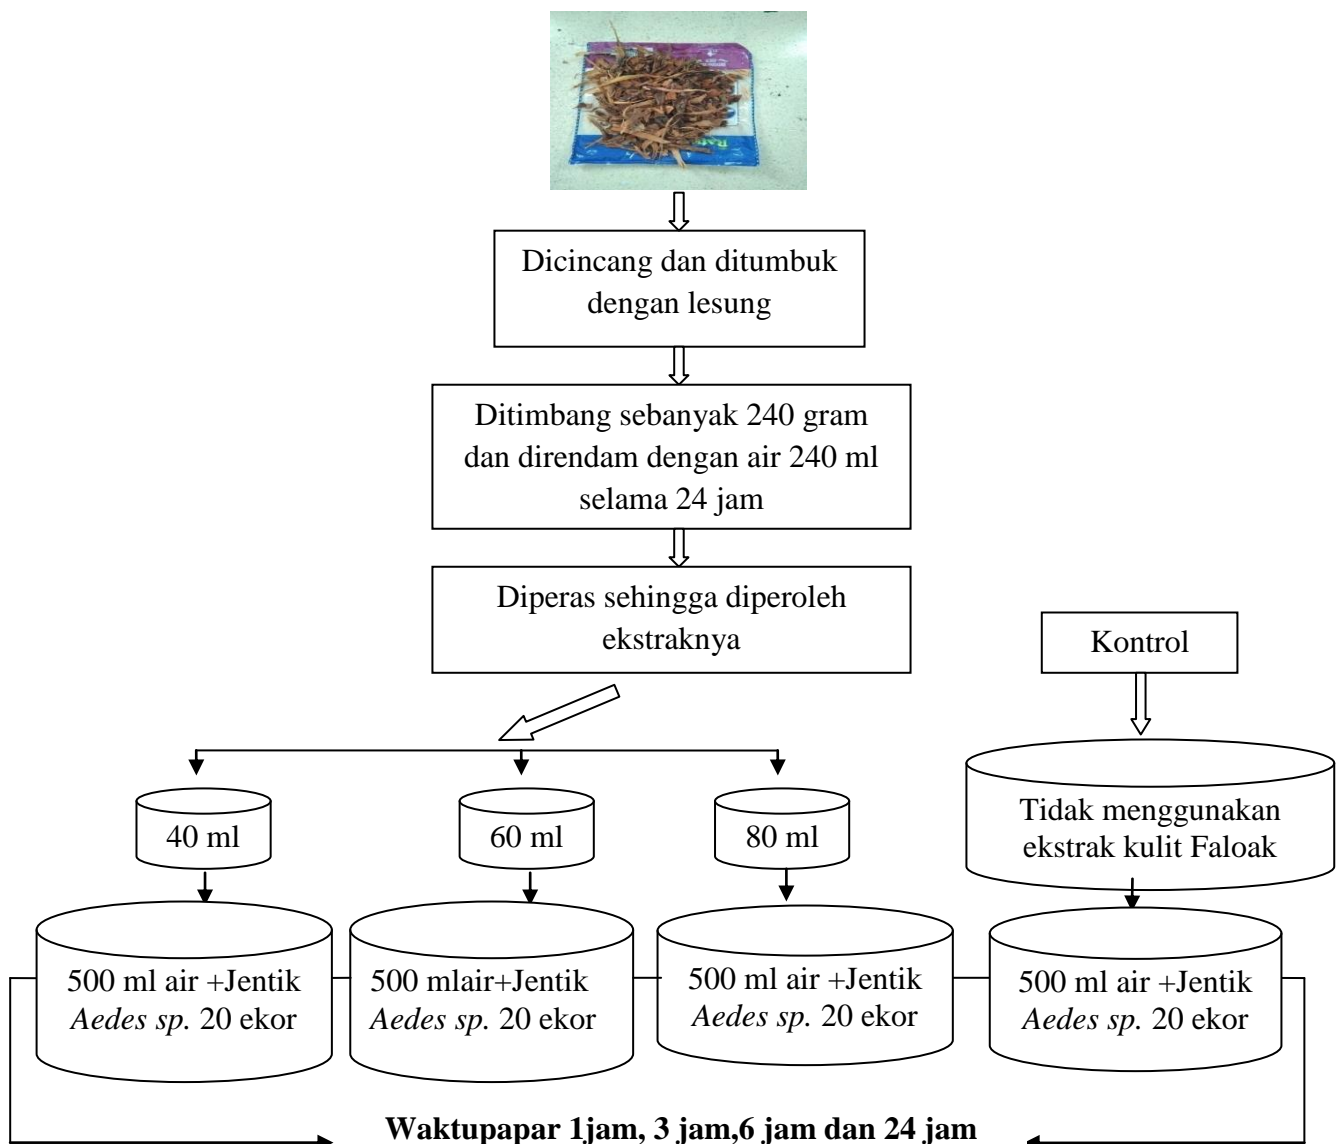 Dicincang dan ditumbuk
dengan lesung
Ditimbang sebanyak 240 gram
dan direndam dengan air 240 ml
selama 24 jam
Diperas sehingga diperoleh
ekstraknya
Kontrol
40 ml
60 ml
80 ml
Tidak menggunakan
ekstrak kulit Faloak
500 ml air +Jentik
Aedes sp. 20 ekor
500 mlair+Jentik
Aedes sp. 20 ekor
500 ml air +Jentik
Aedes sp. 20 ekor
500 ml air +Jentik
Aedes sp. 20 ekor
Waktupapar 1jam, 3 jam,6 jam dan 24 jam